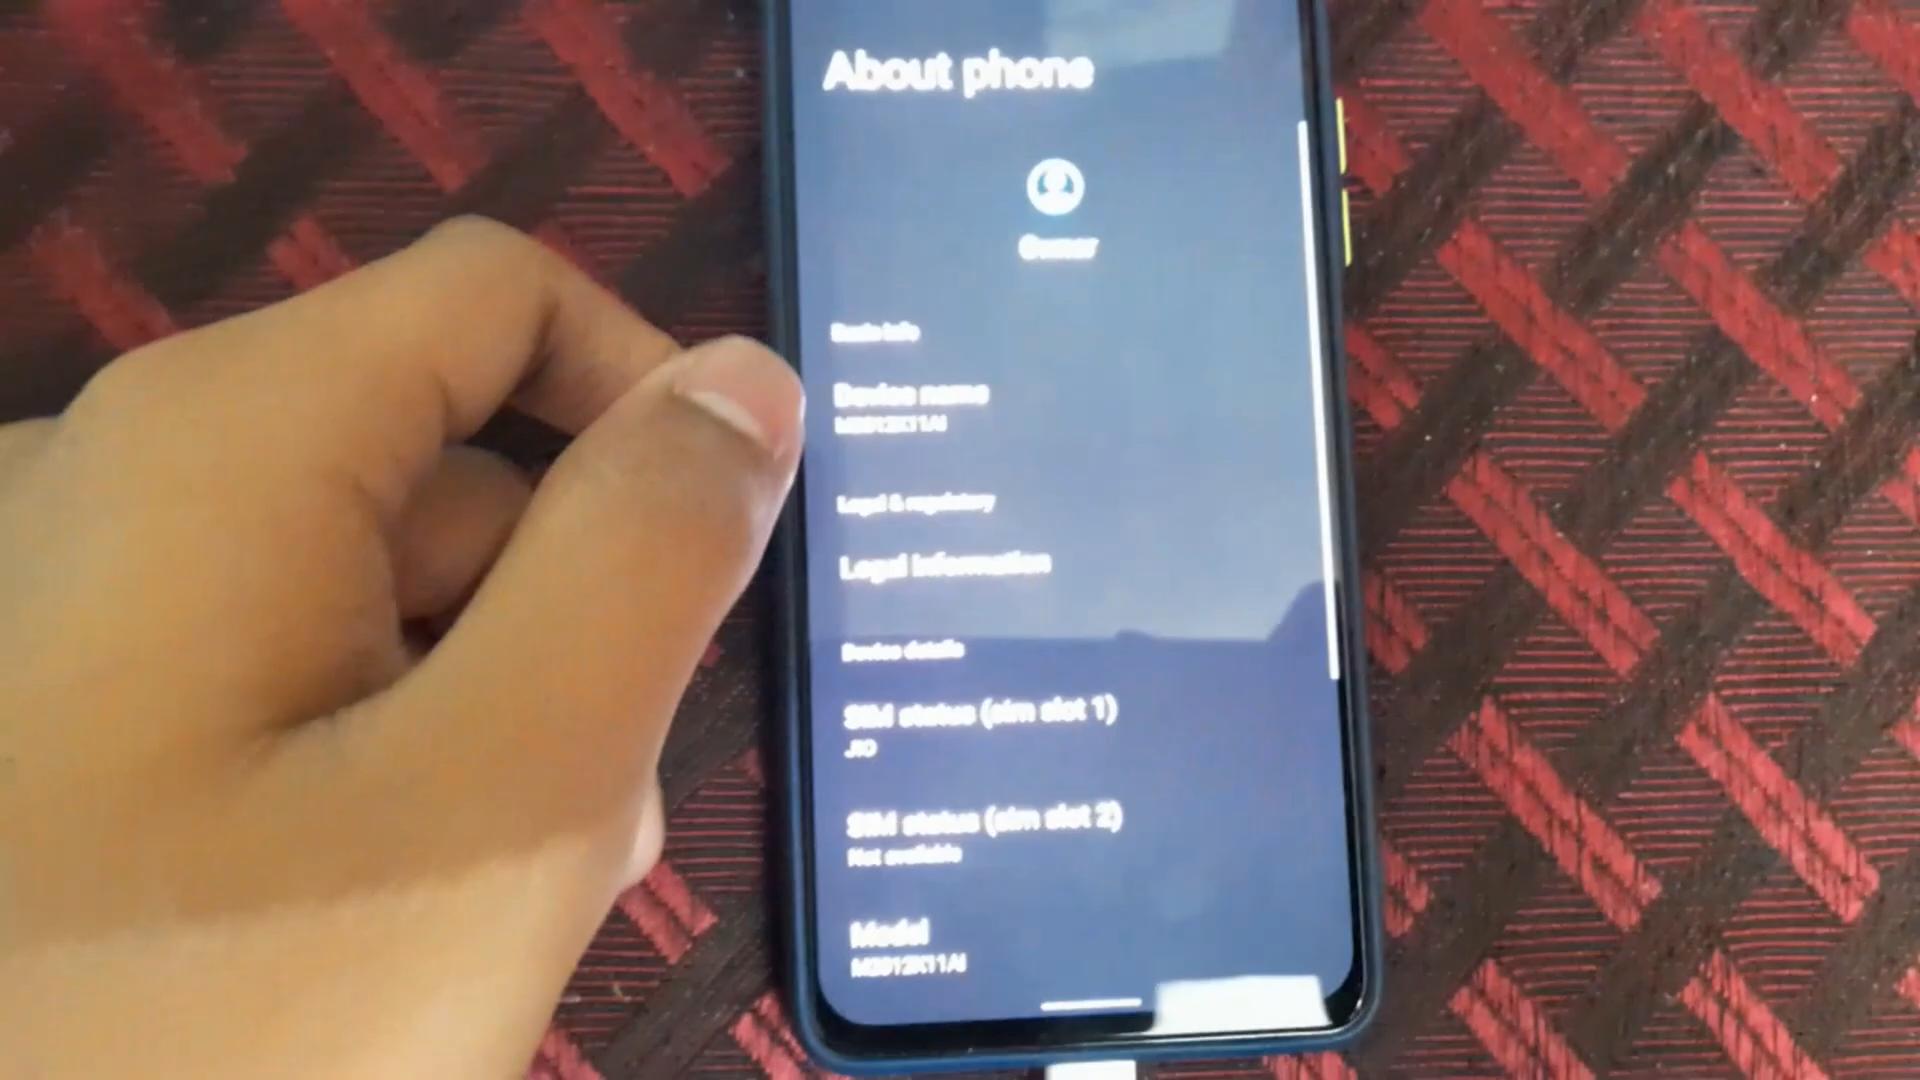 About phone
Owner
Basic info
Device name
M2012K11AI
Legal & regulatory
Legal information
Device details
SIM status (sim slot 1)
JIO
SIM status (sim slot 2)
Not available
Model
M2012K11AI